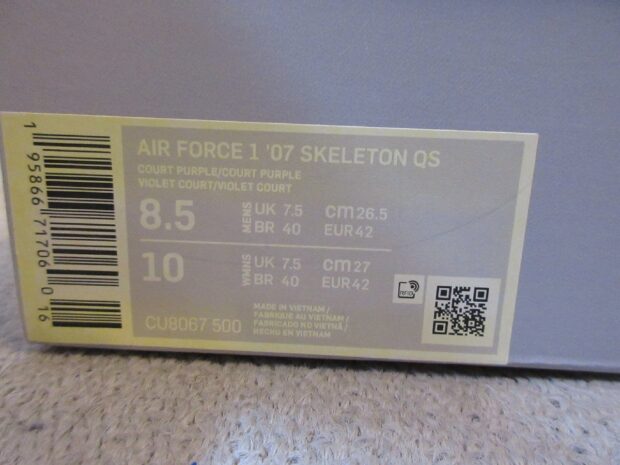 AIR FORCE 1 '07 SKELETON QS
COURT PURPLE/COURT PURPLE
VIOLET COURT/VIOLET COURT
8.5 MENS UK 7.5 cm 26.5
BR 40 EUR 42
10 WMNS UK 7.5 cm 27
BR 40 EUR 42
CU8067 500
MADE IN VIETNAM /
FABRIQUE AU VIETNAM /
FABRICADO NO VIETNÃ /
HECHO EN VIETNAM
RFID
1 95866 71706 0 16